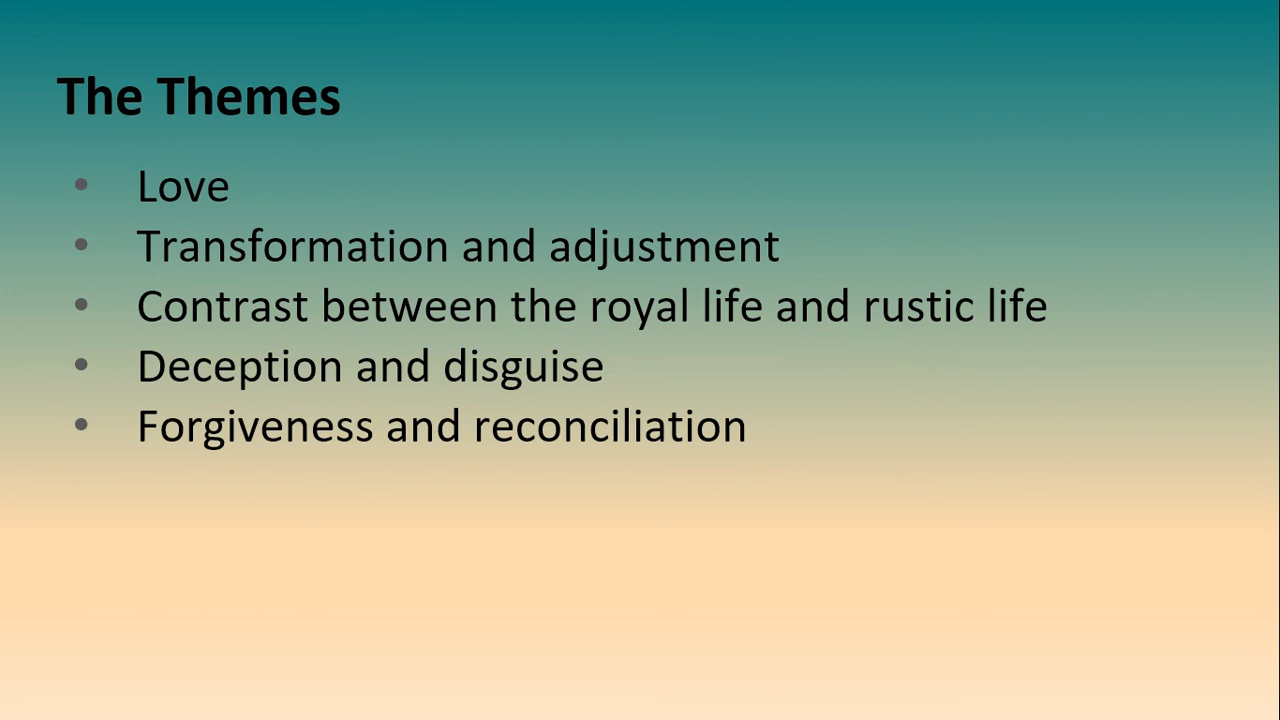 The Themes
• Love
• Transformation and adjustment
• Contrast between the royal life and rustic life
• Deception and disguise
• Forgiveness and reconciliation